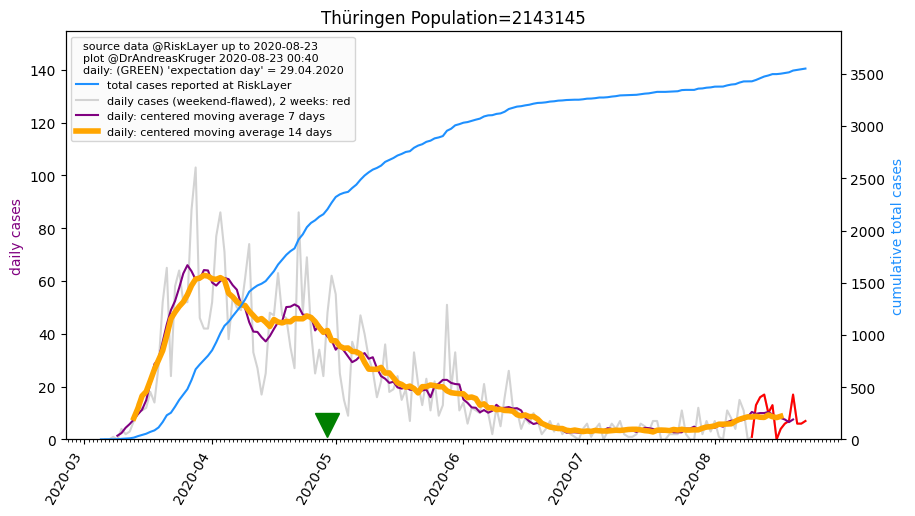 Thüringen Population=2143145
source data @RiskLayer up to 2020-08-23
plot @DrAndreasKruger 2020-08-23 00:40
daily: (GREEN) 'expectation day' = 29.04.2020
total cases reported at RiskLayer
daily cases (weekend-flawed), 2 weeks: red
daily: centered moving average 7 days
daily: centered moving average 14 days
daily cases
140
120
100
80
60
40
20
0
cumulative total cases
3500
3000
2500
2000
1500
1000
500
0
2020-03
2020-04
2020-05
2020-06
2020-07
2020-08